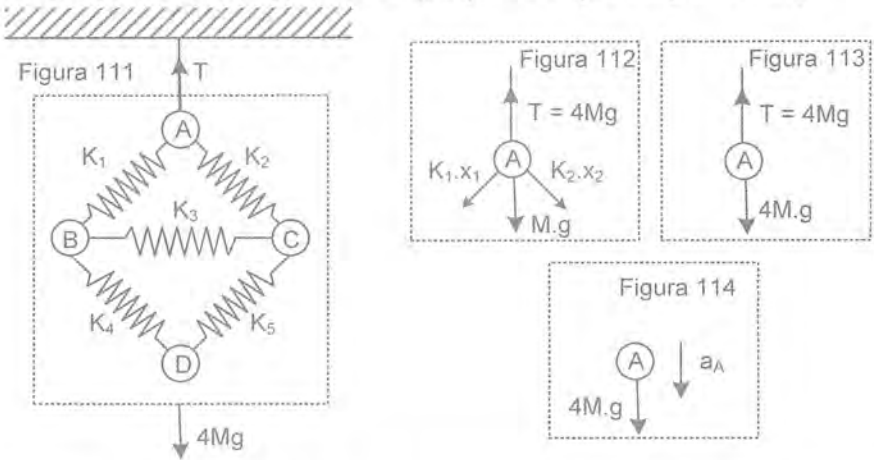 Figura 111
T
A
K₁
K₂
K₃
B
C
K₄
K₅
D
4Mg
Figura 112
T = 4Mg
A
K₁.x₁
K₂.x₂
M.g
Figura 113
T = 4Mg
A
4M.g
Figura 114
A
a_A
4M.g